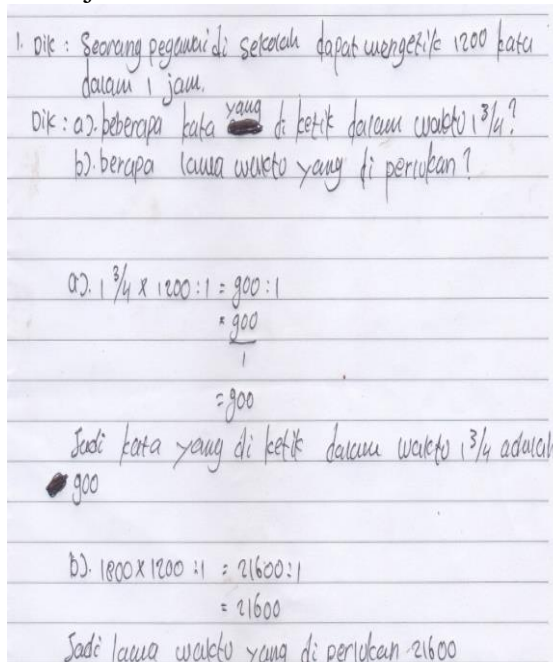 1. Dik : Seorang pegawai di sekolah dapat mengetik 1200 kata
dalam 1 jam.
Dik : a). beberapa kata yang di ketik dalam waktu 1 3/4?
b). berapa lama waktu yang di perlukan?
a). 1 3/4 x 1200 : 1 = 900 : 1
= 900
1
= 900
Jadi kata yang di ketik dalam waktu 1 3/4 adalah
900
b). 1800 x 1200 : 1 = 21600 : 1
= 21600
Jadi lama waktu yang di perlukan 21600